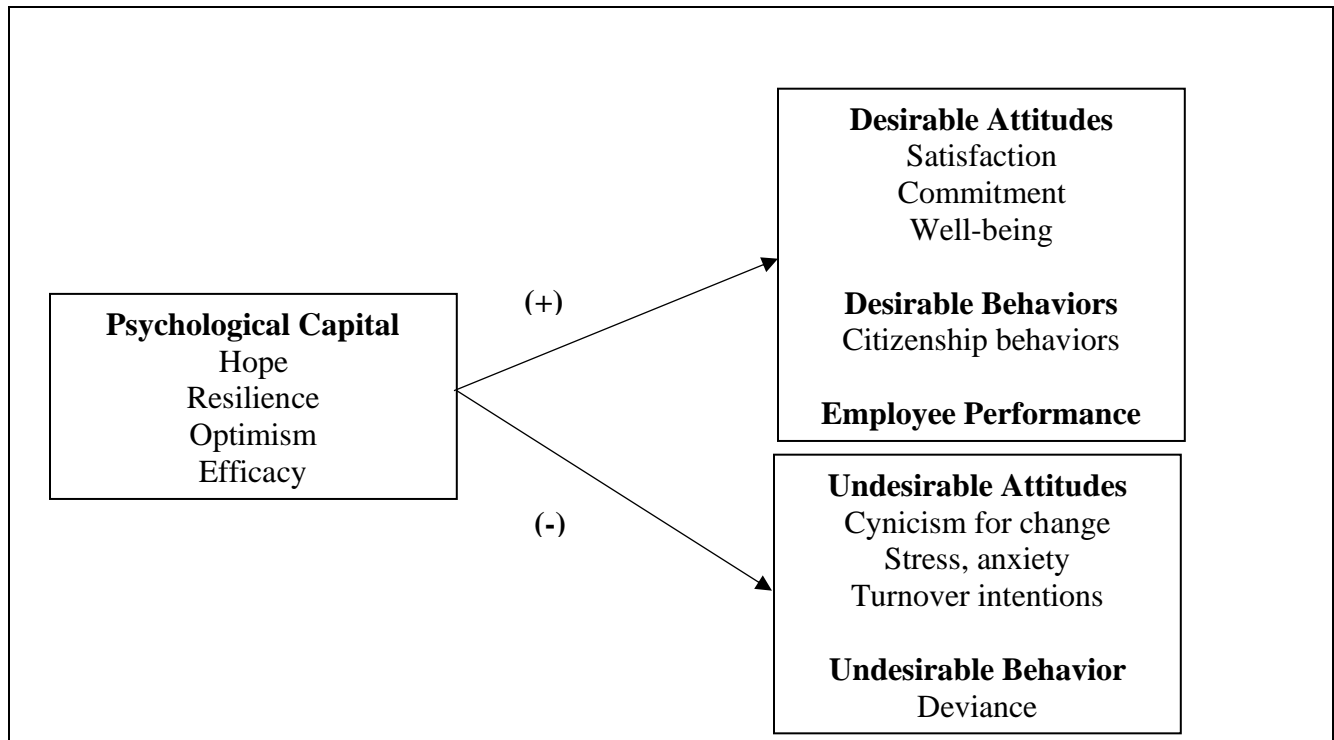 Psychological Capital
Hope
Resilience
Optimism
Efficacy
(+)
(-)
Desirable Attitudes
Satisfaction
Commitment
Well-being
Desirable Behaviors
Citizenship behaviors
Employee Performance
Undesirable Attitudes
Cynicism for change
Stress, anxiety
Turnover intentions
Undesirable Behavior
Deviance